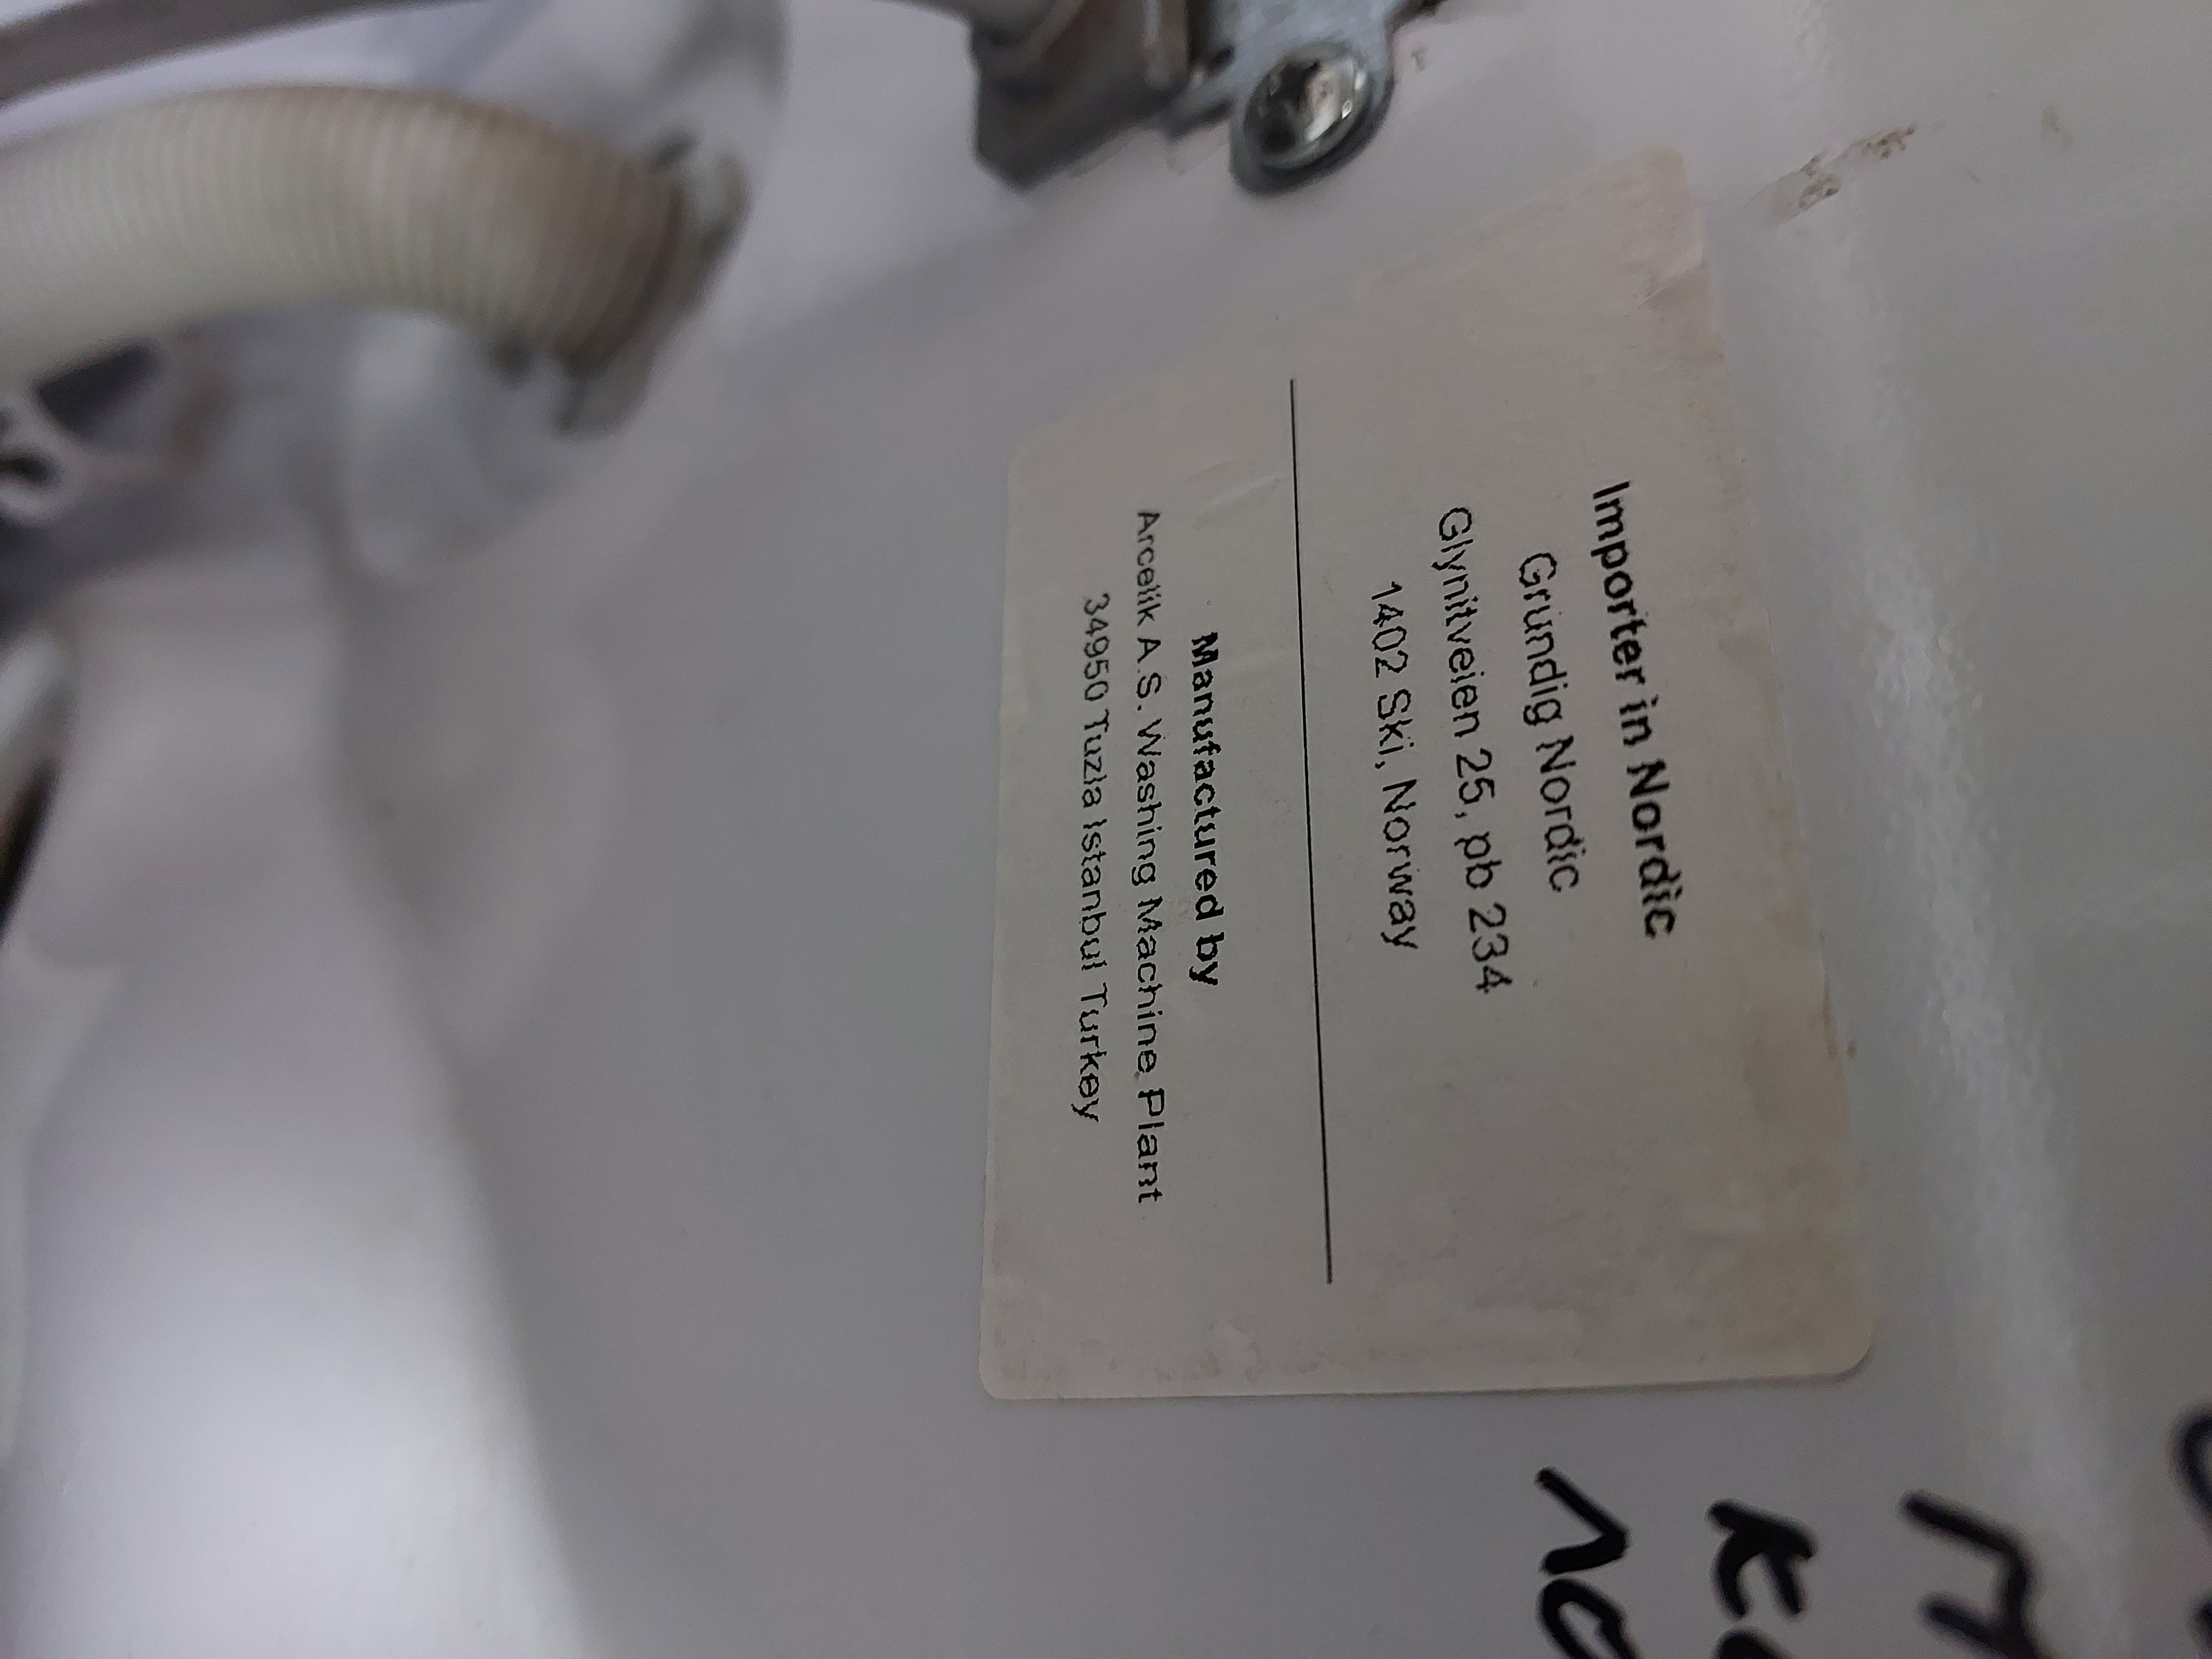 Importer in Nordic
Grundig Nordic
Glynitveien 25, pb 234
1402 Ski, Norway
Manufactured by
Arcelik A.S. Washing Machine Plant
34950 Tuzla Istanbul Turkey